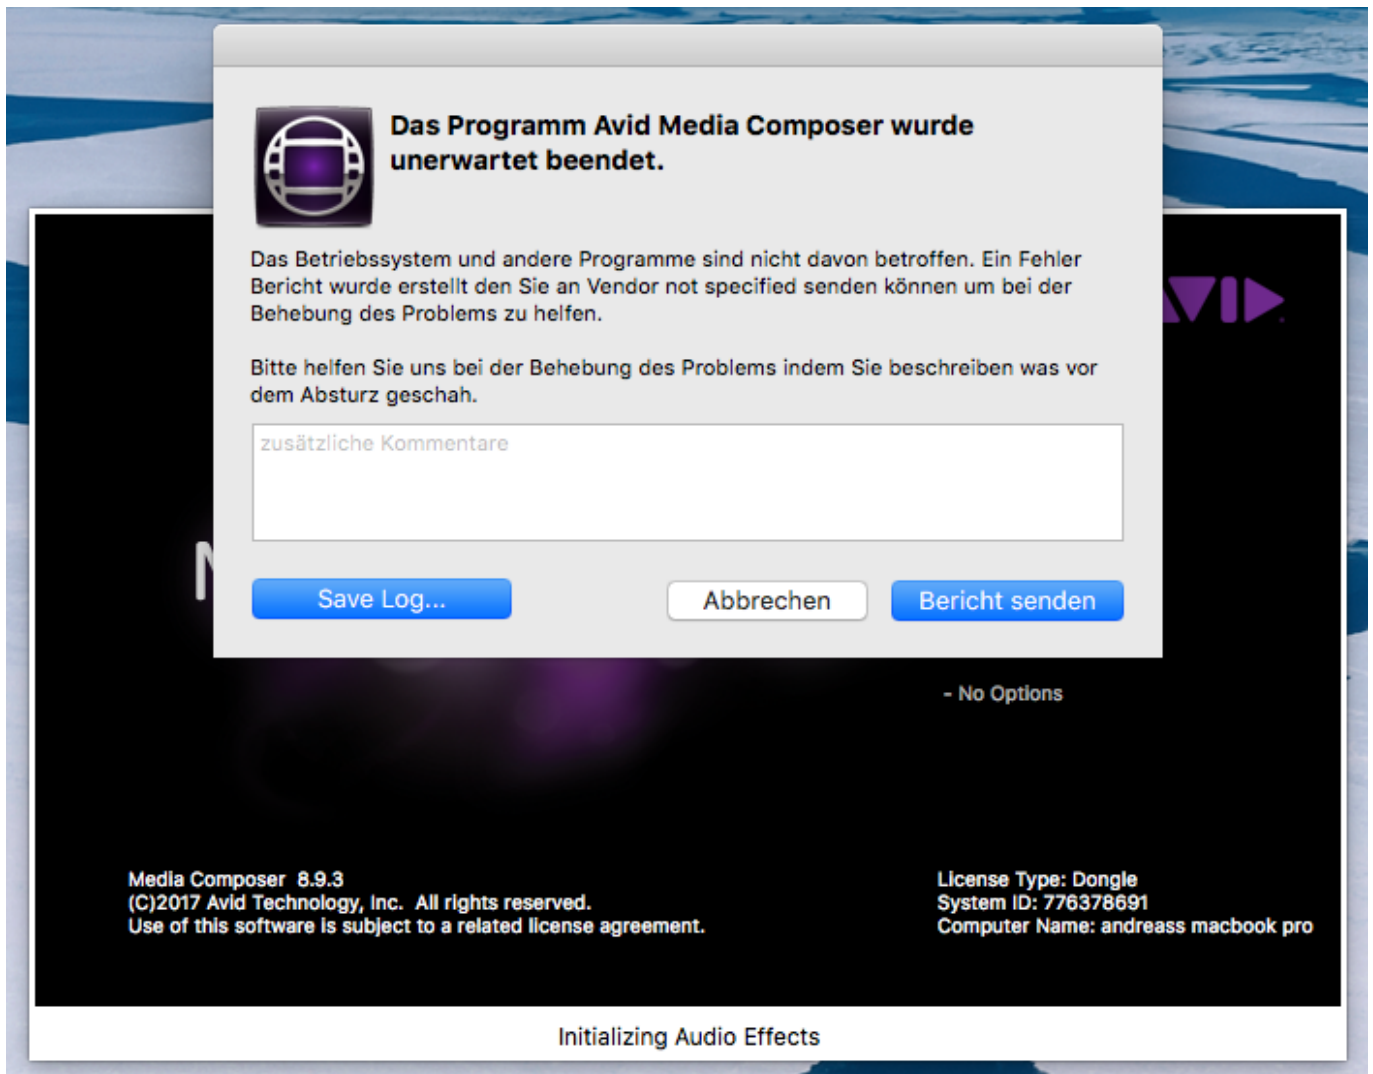 Das Programm Avid Media Composer wurde
unerwartet beendet.
Das Betriebssystem und andere Programme sind nicht davon betroffen. Ein Fehler
Bericht wurde erstellt den Sie an Vendor not specified senden können um bei der
Behebung des Problems zu helfen.
Bitte helfen Sie uns bei der Behebung des Problems indem Sie beschreiben was vor
dem Absturz geschah.
zusätzliche Kommentare
Save Log...
Abbrechen
Bericht senden
AVID
- No Options
Media Composer 8.9.3
(C)2017 Avid Technology, Inc. All rights reserved.
Use of this software is subject to a related license agreement.
License Type: Dongle
System ID: 776378691
Computer Name: andreass macbook pro
Initializing Audio Effects